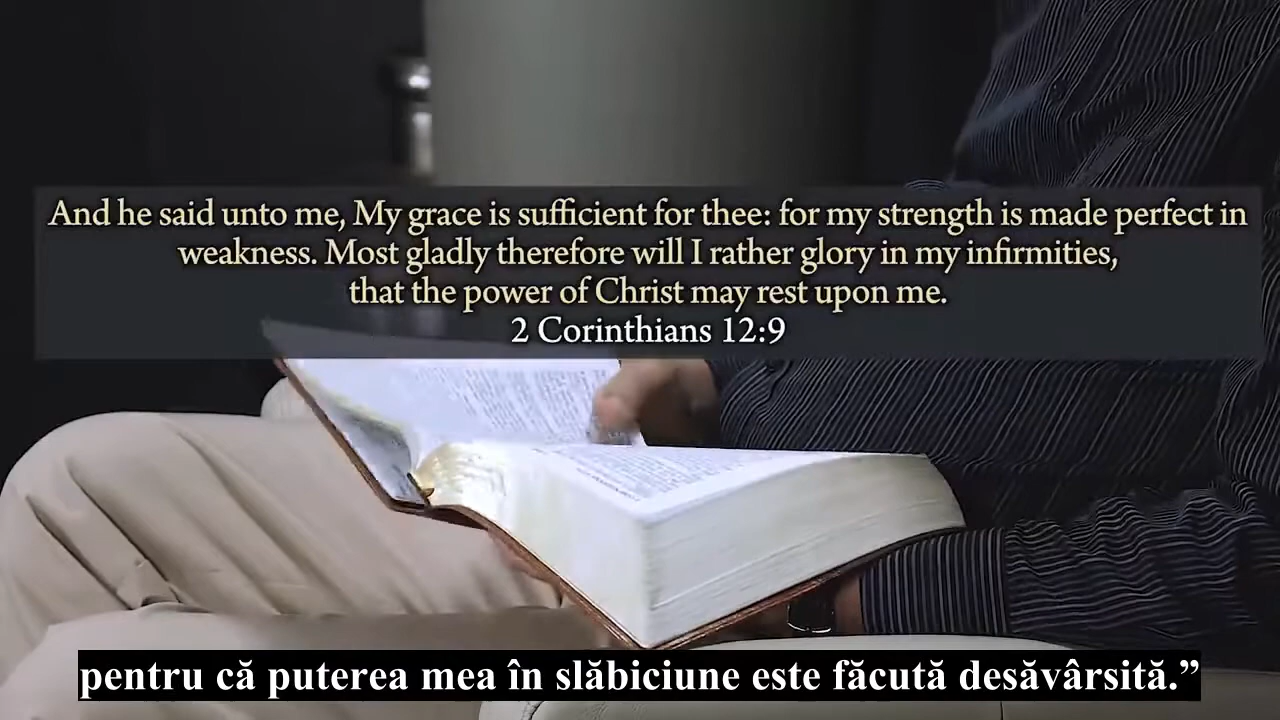 And he said unto me, My grace is sufficient for thee: for my strength is made perfect in
weakness. Most gladly therefore will I rather glory in my infirmities,
that the power of Christ may rest upon me.
2 Corinthians 12:9
pentru că puterea mea în slăbiciune este făcută desăvârsită.”